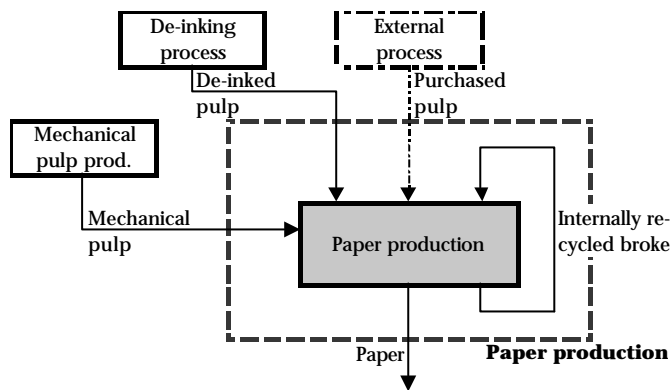 De-inking
process
External
process
De-inked
pulp
Purchased
pulp
Mechanical
pulp prod.
Mechanical
pulp
Paper production
Internally re-
cycled broke
Paper
Paper production